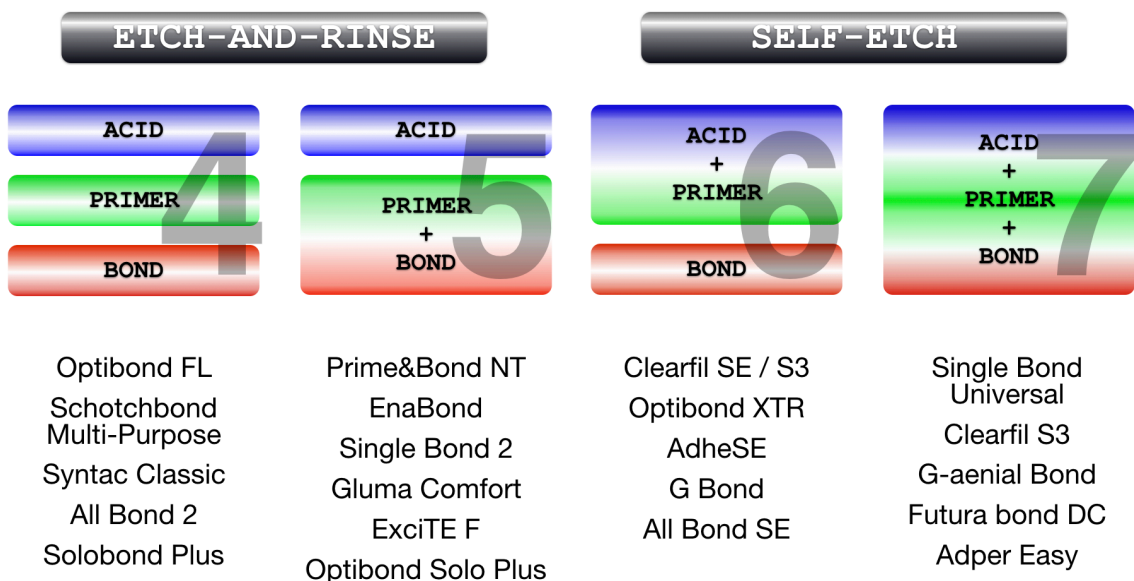 ETCH-AND-RINSE
SELF-ETCH
ACID
PRIMER
BOND
4
ACID
PRIMER
+
BOND
5
ACID
+
PRIMER
BOND
6
ACID
+
PRIMER
+
BOND
7
Optibond FL
Schotchbond
Multi-Purpose
Syntac Classic
All Bond 2
Solobond Plus
Prime&Bond NT
EnaBond
Single Bond 2
Gluma Comfort
ExciTE F
Optibond Solo Plus
Clearfil SE / S3
Optibond XTR
AdheSE
G Bond
All Bond SE
Single Bond
Universal
Clearfil S3
G-aenial Bond
Futura bond DC
Adper Easy